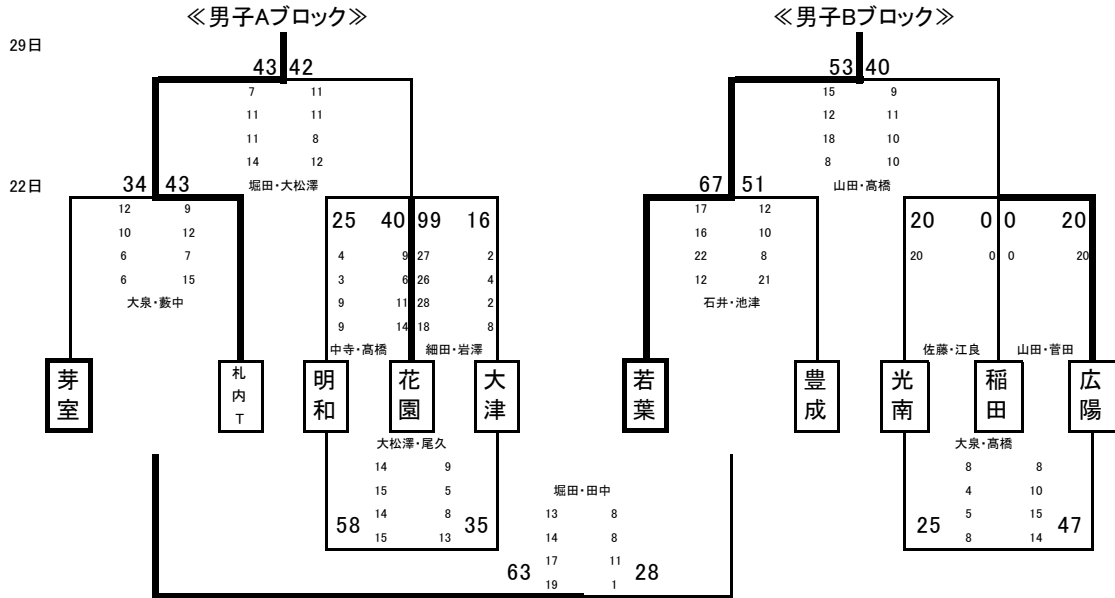 ≪男子Aブロック≫ ≪男子Bブロック≫
29日
43 42 53 40
7 11 15 9
11 11 12 11
11 8 18 10
14 12 8 10
22日 34 43 堀田・大松澤 67 51 山田・髙橋
12 9 25 40 99 16 17 12 20 0 0 20
10 12 16 10
6 7 4 9 27 2 22 8 20 0 0 20
6 15 3 6 26 4 12 21
大泉・藪中 9 11 28 2 石井・池津
9 14 18 8
中寺・髙橋 細田・岩澤 佐藤・江良 山田・菅田
芽室 札内T 明和 花園 大津 若葉 豊成 光南 稲田 広陽
大松澤・尾久 大泉・髙橋
14 9 8 8
15 5 堀田・田中 4 10
14 8 13 8 5 15
58 15 13 35 14 8 25 8 14 47
17 11
63 19 1 28